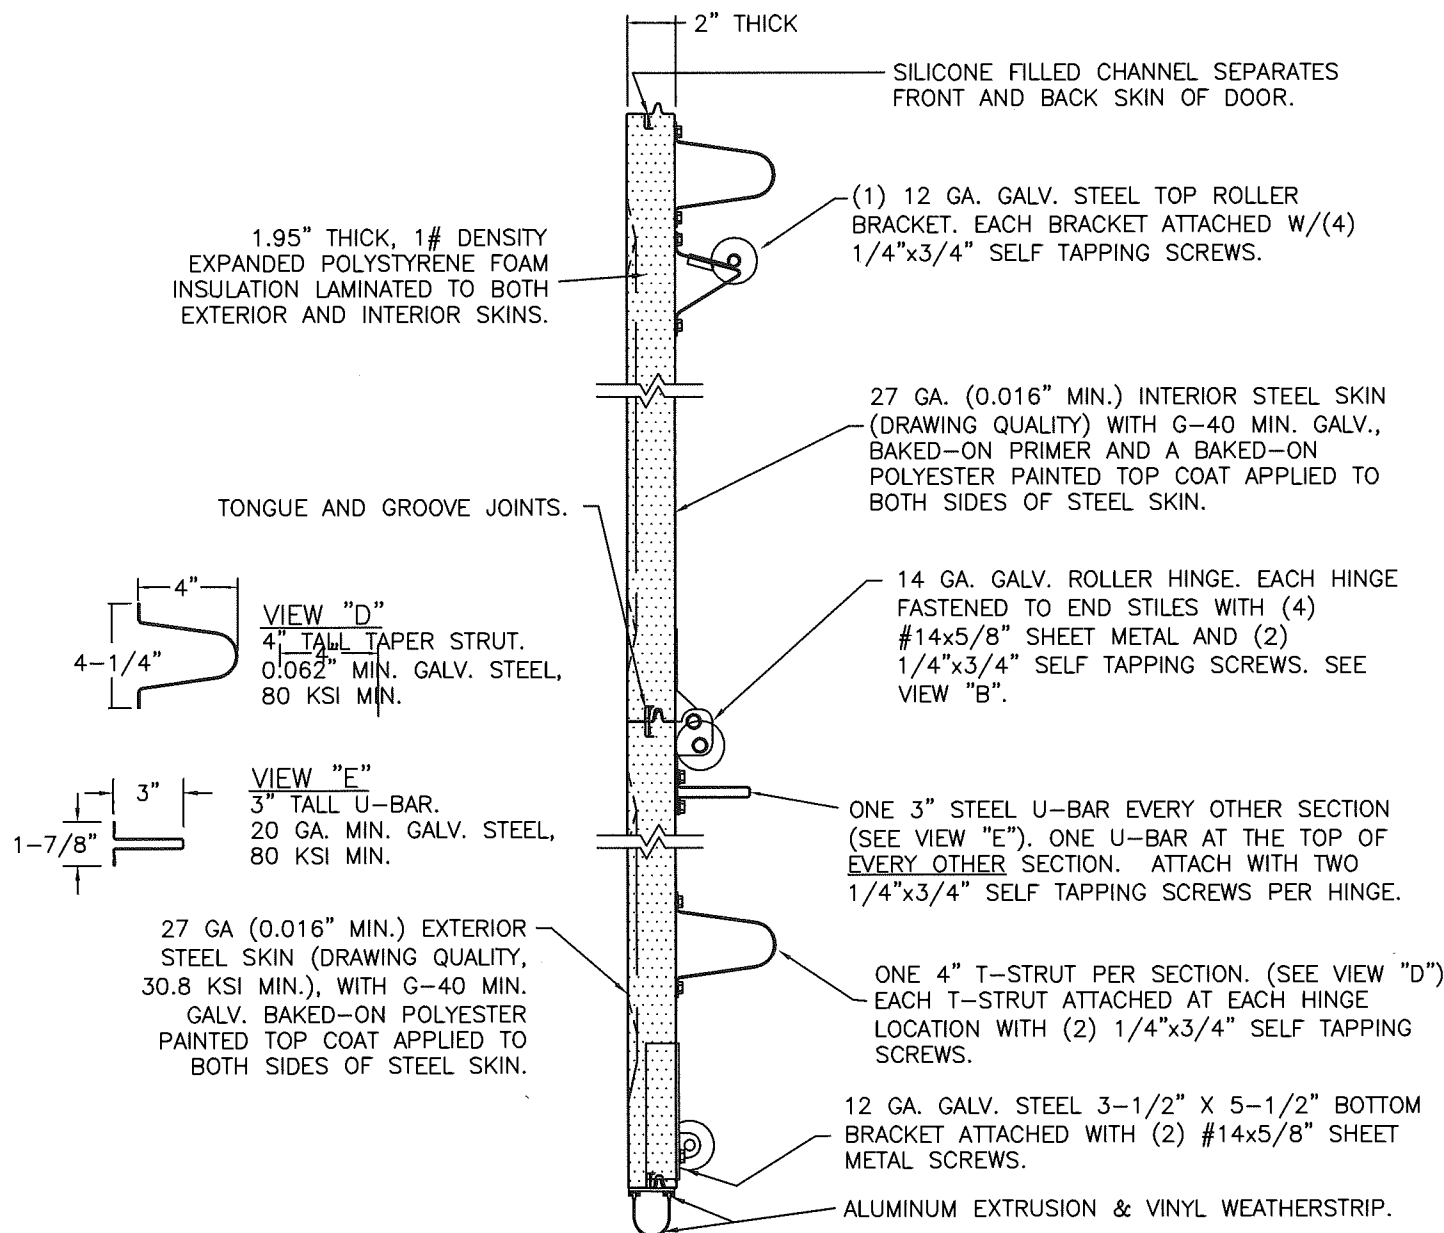 2" THICK
SILICONE FILLED CHANNEL SEPARATES
FRONT AND BACK SKIN OF DOOR.
(1) 12 GA. GALV. STEEL TOP ROLLER
BRACKET. EACH BRACKET ATTACHED W/(4)
1/4"x3/4" SELF TAPPING SCREWS.
1.95" THICK, 1# DENSITY
EXPANDED POLYSTYRENE FOAM
INSULATION LAMINATED TO BOTH
EXTERIOR AND INTERIOR SKINS.
27 GA. (0.016" MIN.) INTERIOR STEEL SKIN
(DRAWING QUALITY) WITH G-40 MIN. GALV.,
BAKED-ON PRIMER AND A BAKED-ON
POLYESTER PAINTED TOP COAT APPLIED TO
BOTH SIDES OF STEEL SKIN.
TONGUE AND GROOVE JOINTS.
14 GA. GALV. ROLLER HINGE. EACH HINGE
FASTENED TO END STILES WITH (4)
#14x5/8" SHEET METAL AND (2)
1/4"x3/4" SELF TAPPING SCREWS. SEE
VIEW "B".
4"
4-1/4"
VIEW "D"
4" TALL TAPER STRUT.
4"
0.062" MIN. GALV. STEEL,
80 KSI MIN.
3"
1-7/8"
VIEW "E"
3" TALL U-BAR.
20 GA. MIN. GALV. STEEL,
80 KSI MIN.
ONE 3" STEEL U-BAR EVERY OTHER SECTION
(SEE VIEW "E"). ONE U-BAR AT THE TOP OF
EVERY OTHER SECTION. ATTACH WITH TWO
1/4"x3/4" SELF TAPPING SCREWS PER HINGE.
27 GA (0.016" MIN.) EXTERIOR
STEEL SKIN (DRAWING QUALITY,
30.8 KSI MIN.), WITH G-40 MIN.
GALV. BAKED-ON POLYESTER
PAINTED TOP COAT APPLIED TO
BOTH SIDES OF STEEL SKIN.
ONE 4" T-STRUT PER SECTION. (SEE VIEW "D")
EACH T-STRUT ATTACHED AT EACH HINGE
LOCATION WITH (2) 1/4"x3/4" SELF TAPPING
SCREWS.
12 GA. GALV. STEEL 3-1/2" X 5-1/2" BOTTOM
BRACKET ATTACHED WITH (2) #14x5/8" SHEET
METAL SCREWS.
ALUMINUM EXTRUSION & VINYL WEATHERSTRIP.